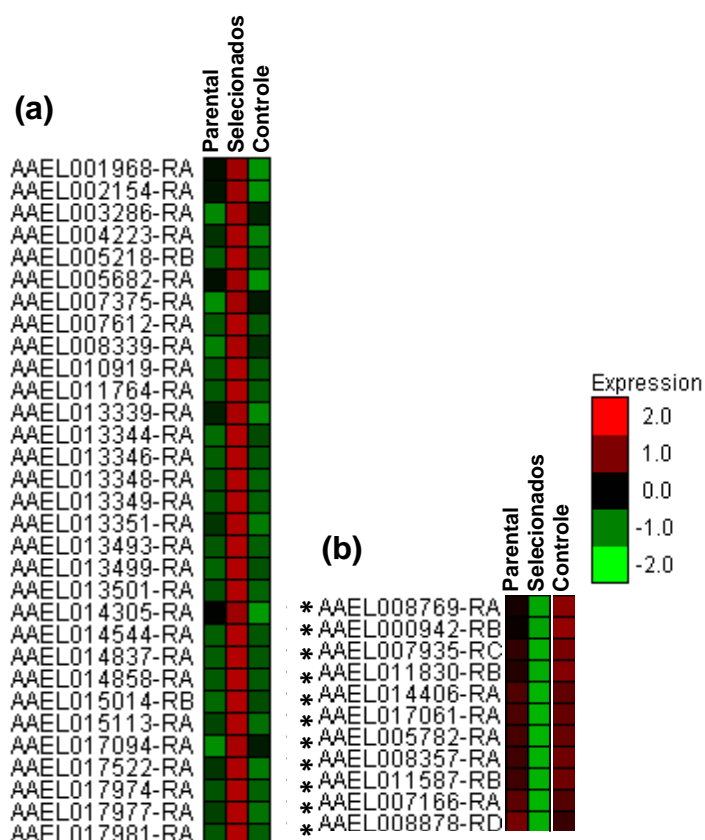 (a)
Parental
Selecionados
Controle
AAEL001968-RA
AAEL002154-RA
AAEL003286-RA
AAEL004223-RA
AAEL005218-RB
AAEL005682-RA
AAEL007375-RA
AAEL007612-RA
AAEL008339-RA
AAEL010919-RA
AAEL011764-RA
AAEL013339-RA
AAEL013344-RA
AAEL013346-RA
AAEL013348-RA
AAEL013349-RA
AAEL013351-RA
AAEL013493-RA
AAEL013499-RA
AAEL013501-RA
AAEL014305-RA
AAEL014544-RA
AAEL014837-RA
AAEL014858-RA
AAEL015014-RB
AAEL015113-RA
AAEL017094-RA
AAEL017522-RA
AAEL017974-RA
AAEL017977-RA
AAEL017981-RA
Expression
2.0
1.0
0.0
-1.0
-2.0
(b)
Parental
Selecionados
Controle
* AAEL008769-RA
* AAEL000942-RB
* AAEL007935-RC
* AAEL011830-RB
* AAEL014406-RA
* AAEL017061-RA
* AAEL005782-RA
* AAEL008357-RA
* AAEL011587-RB
* AAEL007166-RA
* AAEL008878-RD